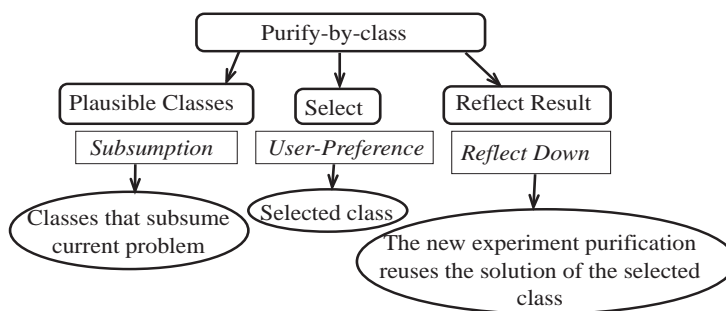 Purify-by-class
Plausible Classes
Select
Reflect Result
Subsumption
User-Preference
Reflect Down
Classes that subsume
current problem
Selected class
The new experiment purification
reuses the solution of the selected
class